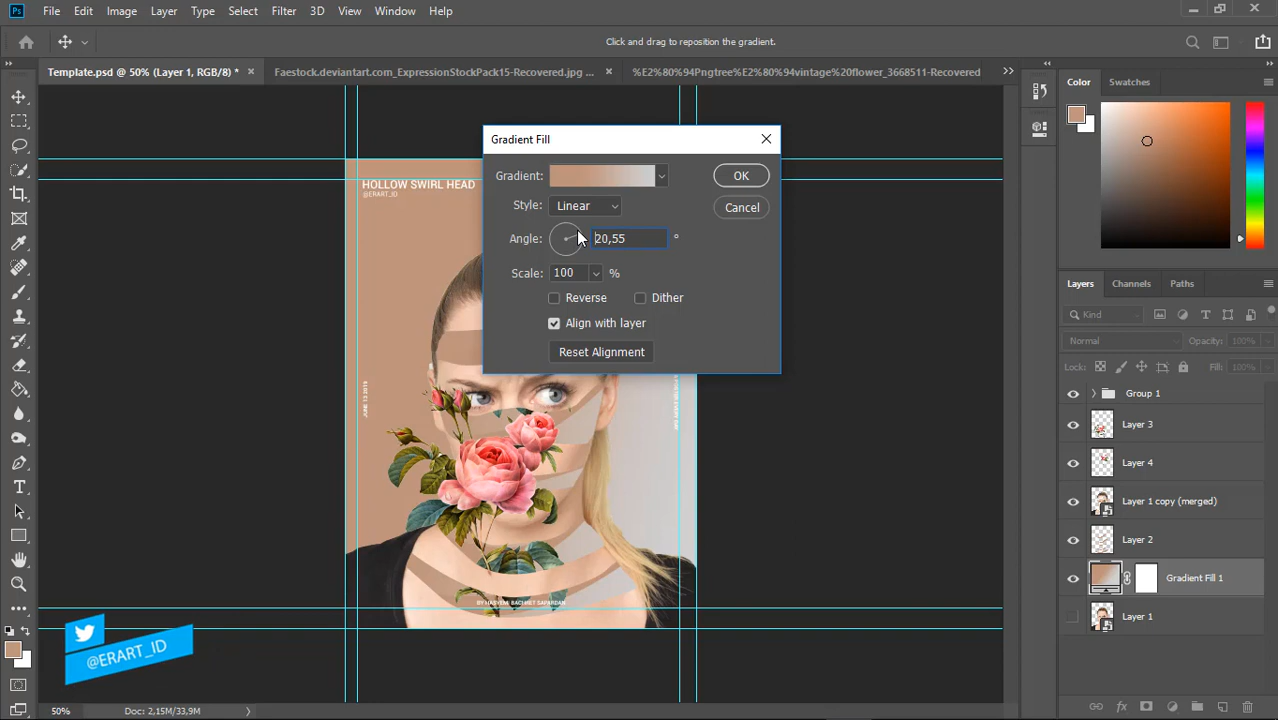 Ps File Edit Image Layer Type Select Filter 3D View Window Help
Click and drag to reposition the gradient.
Template.psd @ 50% (Layer 1, RGB/8) * × Faestock.deviantart.com_ExpressionStockPack15-Recovered.jpg ... × %E2%80%94Pngtree%E2%80%94vintage%20flower_3668511-Recovered
Color Swatches
Gradient Fill
Gradient: OK
Style: Linear Cancel
Angle: 20,55 °
Scale: 100 %
Reverse Dither
Align with layer
Reset Alignment
HOLLOW SWIRL HEAD
@ERART_ID
JUNE 13 2019
Layers Channels Paths
Kind
Normal Opacity: 100%
Lock: Fill: 100%
Group 1
Layer 3
Layer 4
Layer 1 copy (merged)
Layer 2
Gradient Fill 1
Layer 1
@ERART_ID
50% Doc: 2,15M/33,9M